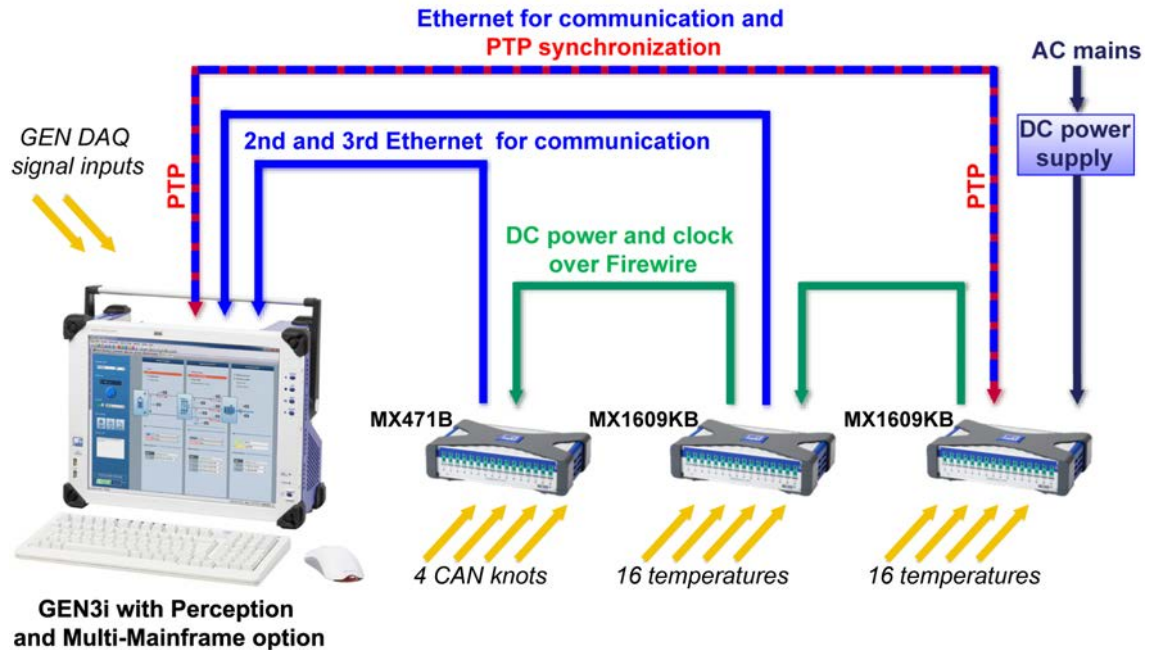 Ethernet for communication and
PTP synchronization
AC mains
GEN DAQ
signal inputs
2nd and 3rd Ethernet for communication
DC power
supply
PTP
PTP
DC power and clock
over Firewire
MX471B
MX1609KB
MX1609KB
4 CAN knots
16 temperatures
16 temperatures
GEN3i with Perception
and Multi-Mainframe option